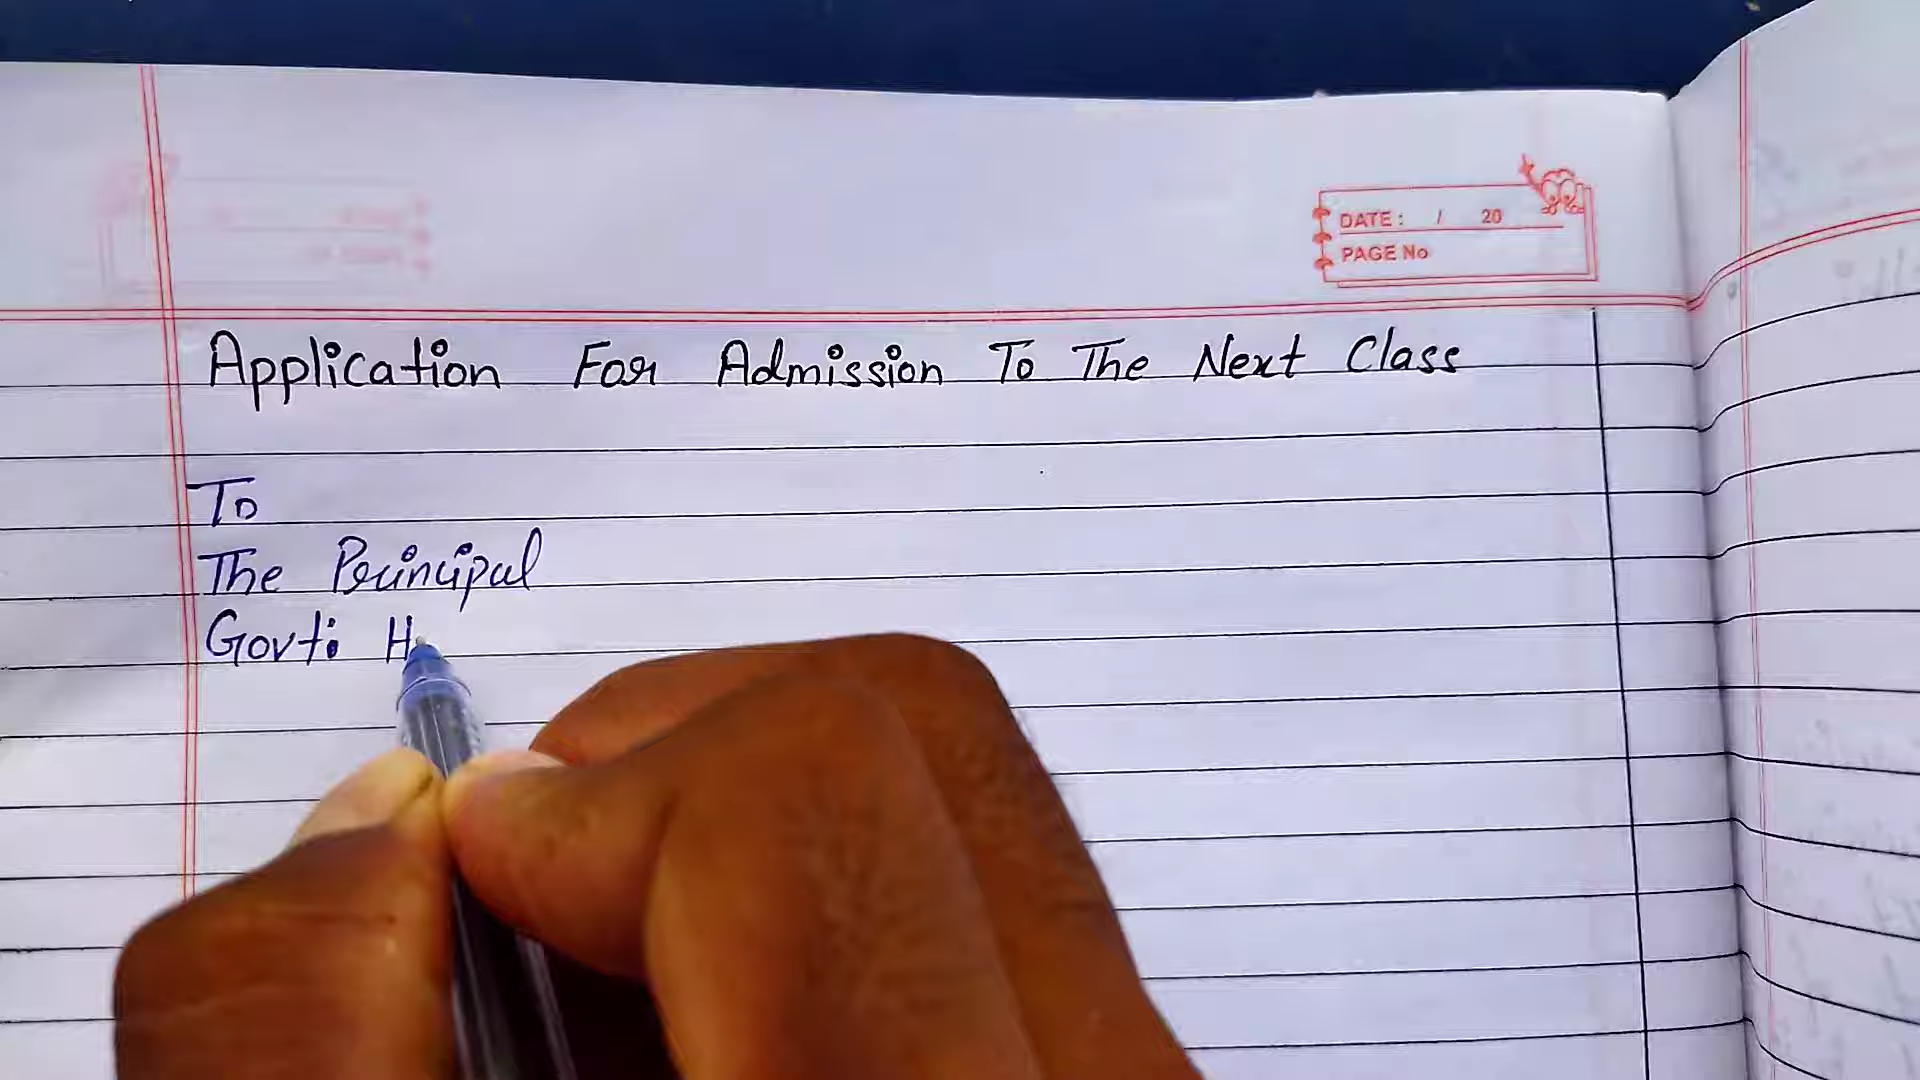 DATE: / 20
PAGE No
Application For Admission To The Next Class
To
The Principal
Govt. H